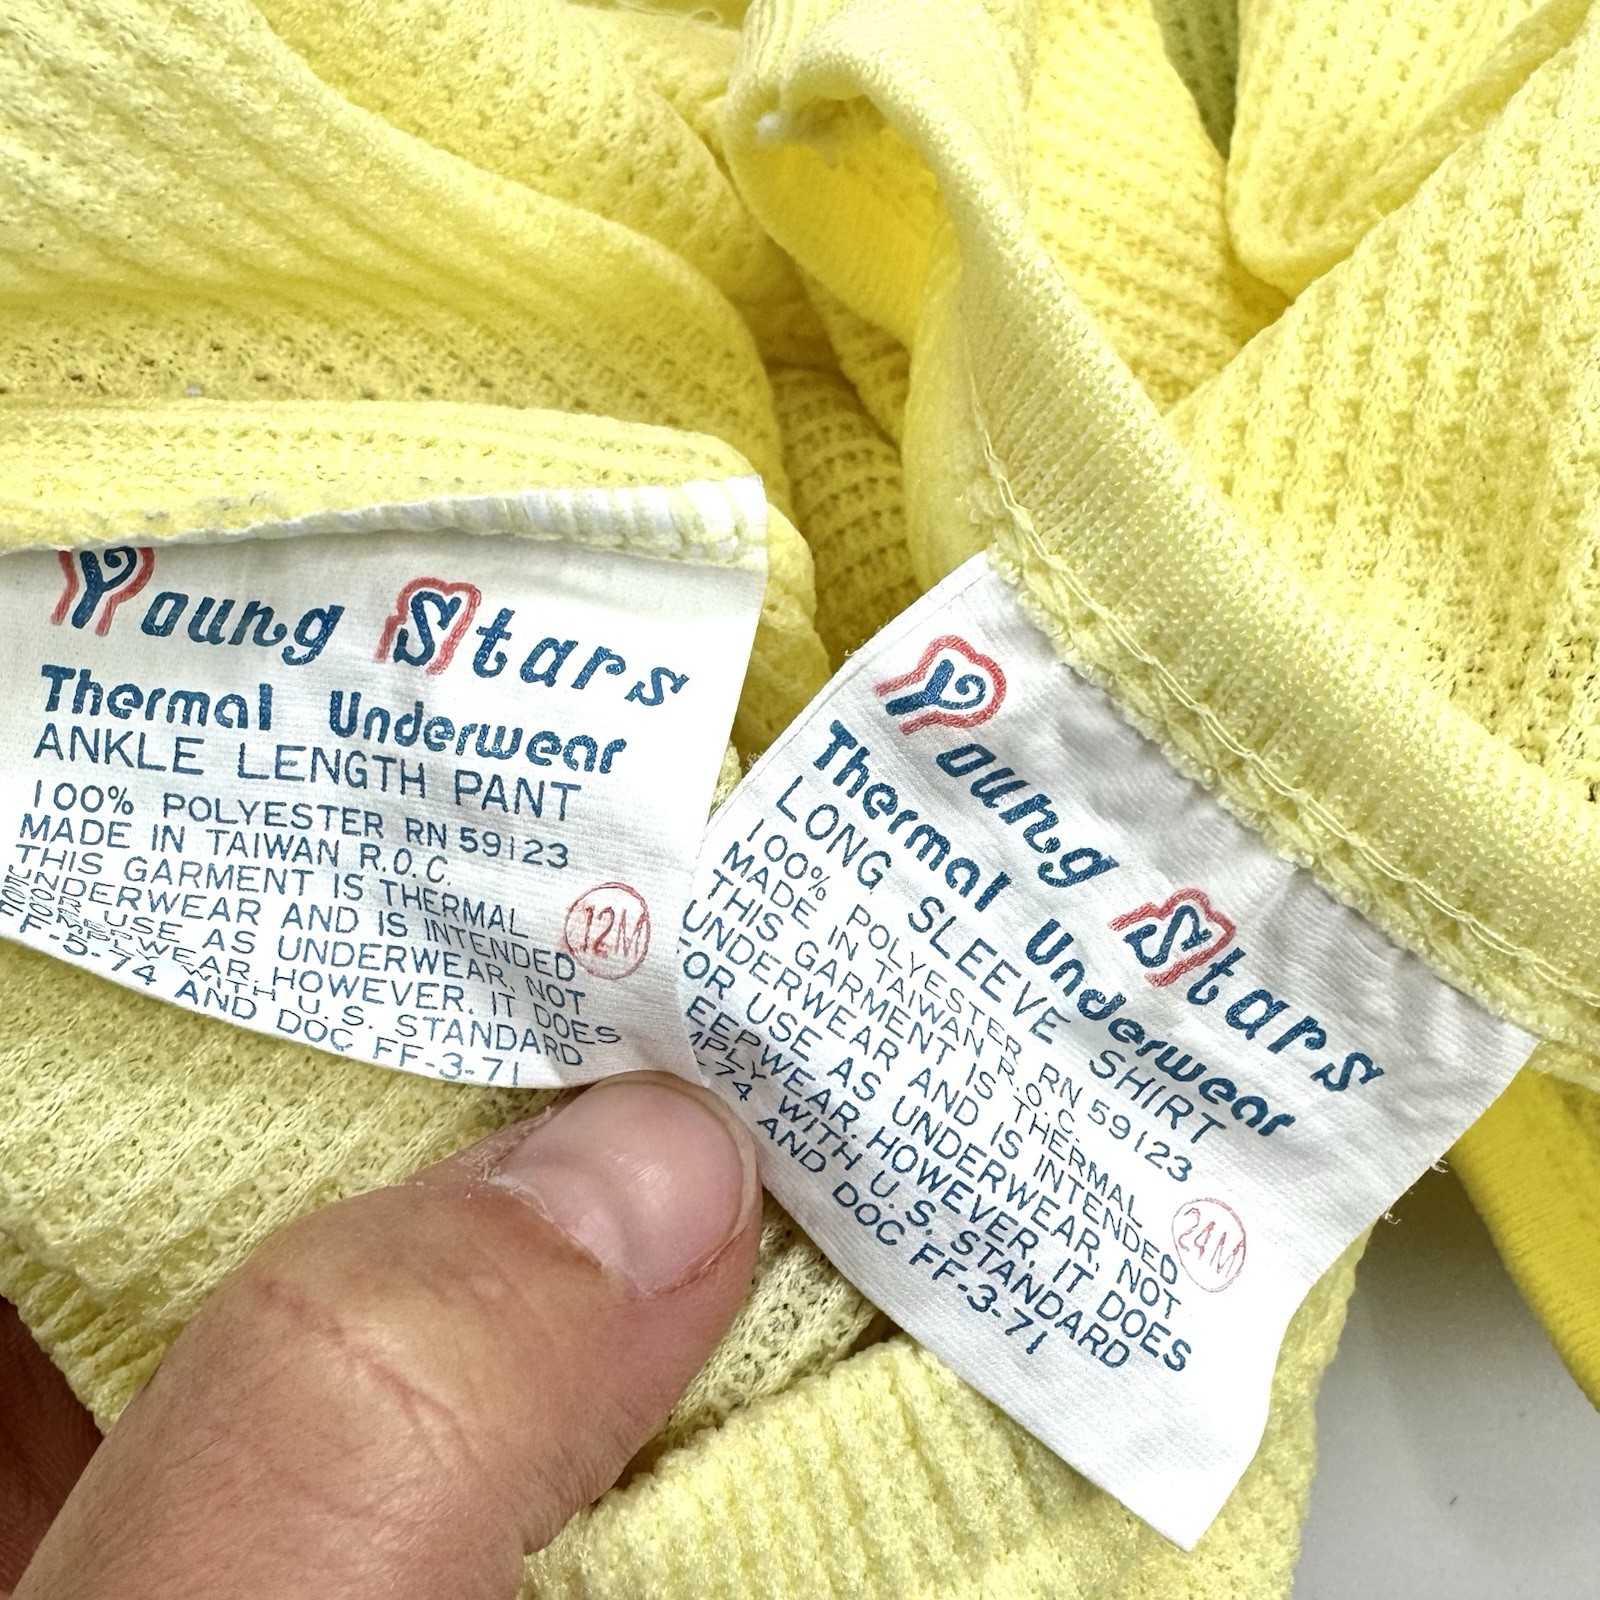 Young Stars
Thermal Underwear
ANKLE LENGTH PANT
100% POLYESTER RN 59123
MADE IN TAIWAN R.O.C.
THIS GARMENT IS THERMAL
UNDERWEAR AND IS INTENDED
USE AS UNDERWEAR, NOT
HOWEVER, IT DOES
WITH U.S. STANDARD
F-5-74 AND DOC FF-3-71
12M
Young Stars
Thermal Underwear
LONG SLEEVE SHIRT
100% POLYESTER RN 59123
MADE IN TAIWAN R.O.C.
THIS GARMENT IS THERMAL
UNDERWEAR AND IS INTENDED
FOR USE AS UNDERWEAR, NOT
EEPWEAR. HOWEVER, IT DOES
MPLY WITH U.S. STANDARD
-74 AND DOC FF-3-71
24M